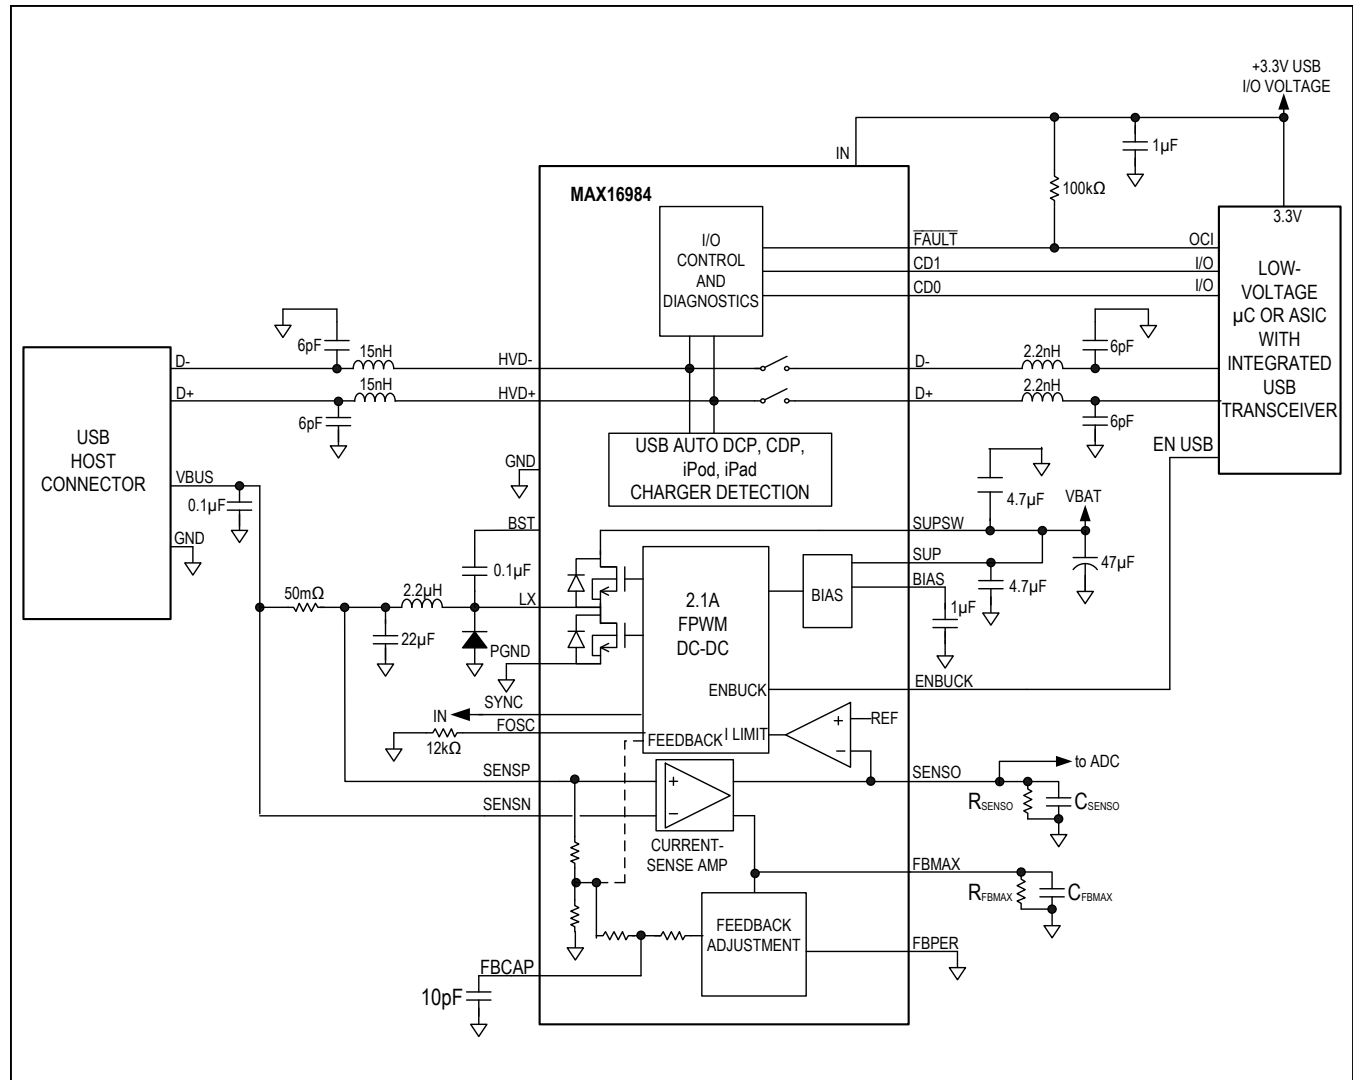 +3.3V USB
I/O VOLTAGE
IN
1µF
MAX16984
100kΩ
3.3V
I/O
CONTROL
AND
DIAGNOSTICS
FAULT
OCI
CD1
I/O
CD0
I/O
LOW-
VOLTAGE
µC OR ASIC
WITH
INTEGRATED
USB
TRANSCEIVER
6pF
15nH
D-
HVD-
D-
2.2nH
6pF
15nH
D+
HVD+
D+
2.2nH
6pF
6pF
USB
HOST
CONNECTOR
EN USB
USB AUTO DCP, CDP,
iPod, iPad
CHARGER DETECTION
GND
VBUS
0.1µF
4.7µF
VBAT
BST
SUPSW
GND
SUP
47µF
0.1µF
BIAS
BIAS
4.7µF
50mΩ
2.2µH
LX
2.1A
FPWM
DC-DC
1µF
22µF
PGND
ENBUCK
ENBUCK
SYNC
IN
FOSC
12kΩ
FEEDBACK
I LIMIT
+
−
REF
SENSP
+
−
SENSO
to ADC
RSENSO
CSENSO
SENSN
CURRENT-
SENSE AMP
FBMAX
RFBMAX
CFBMAX
FEEDBACK
ADJUSTMENT
FBPER
FBCAP
10pF